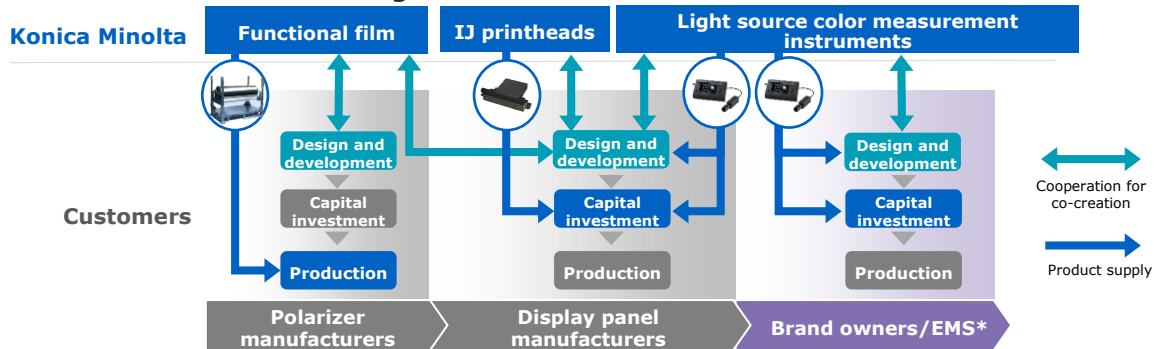 Konica Minolta
Functional film
IJ printheads
Light source color measurement
instruments
Design and
development
Capital
investment
Production
Design and
development
Capital
investment
Production
Design and
development
Capital
investment
Production
Customers
Cooperation for
co-creation
Product supply
Polarizer
manufacturers
Display panel
manufacturers
Brand owners/EMS*